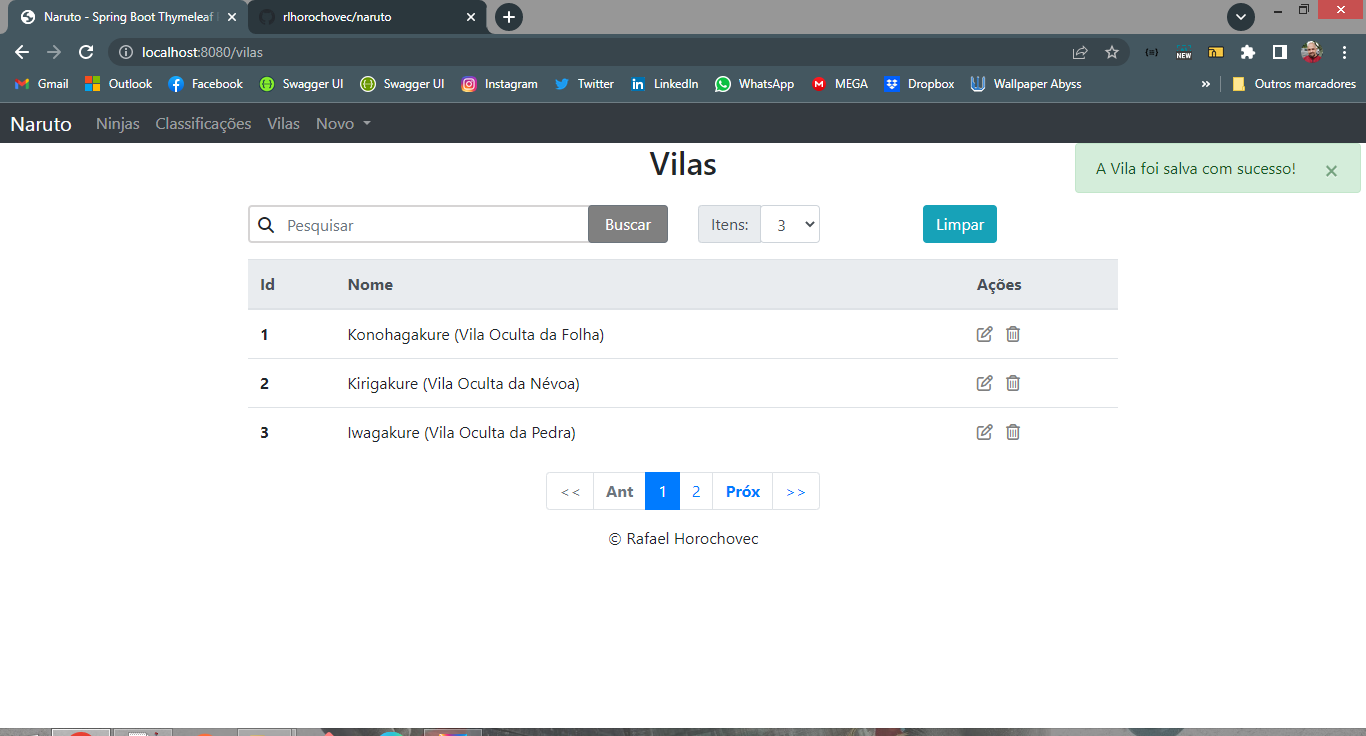 Naruto - Spring Boot Thymeleaf
rlhorochovec/naruto
localhost:8080/vilas
NEW
Gmail Outlook Facebook Swagger UI Swagger UI Instagram Twitter LinkedIn WhatsApp MEGA Dropbox Wallpaper Abyss » Outros marcadores
Naruto Ninjas Classificações Vilas Novo
Vilas
A Vila foi salva com sucesso! ×
Pesquisar Buscar Itens: 3 Limpar
Id Nome Ações
1 Konohagakure (Vila Oculta da Folha)
2 Kirigakure (Vila Oculta da Névoa)
3 Iwagakure (Vila Oculta da Pedra)
<< Ant 1 2 Próx >>
© Rafael Horochovec